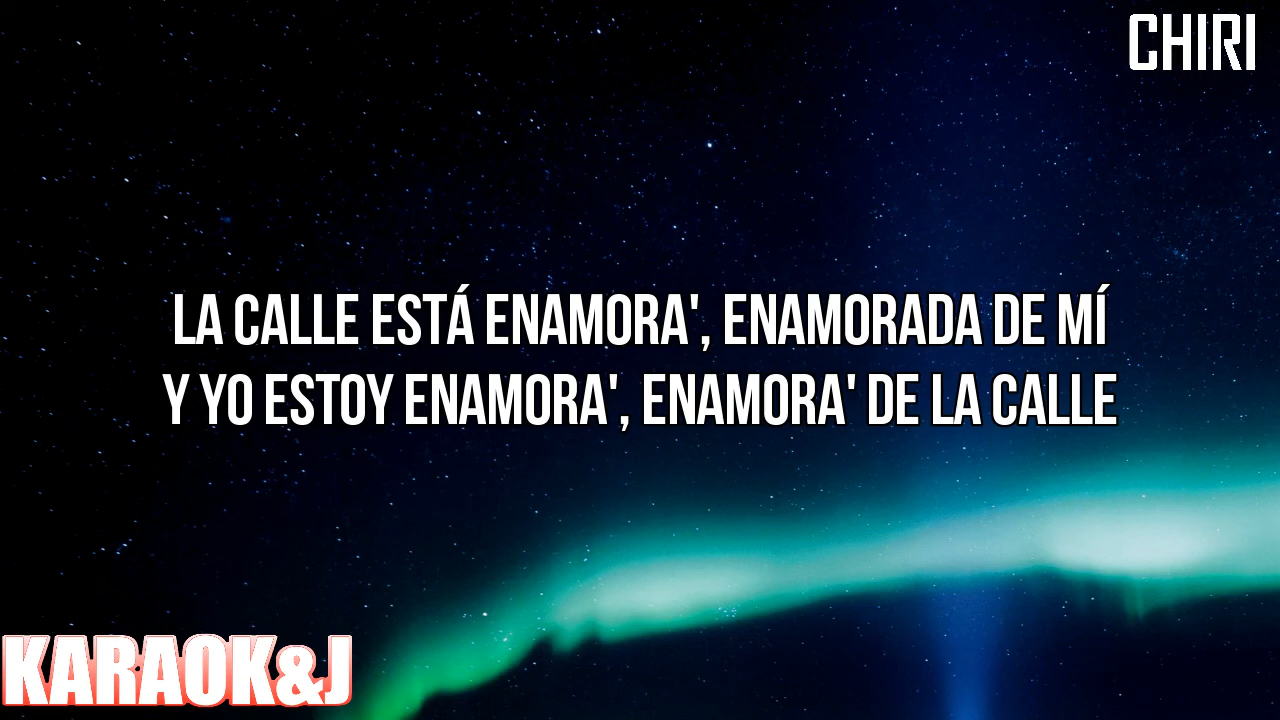 CHIRI
LA CALLE ESTÁ ENAMORA', ENAMORADA DE MÍ
Y YO ESTOY ENAMORA', ENAMORA' DE LA CALLE
KARAOK&J